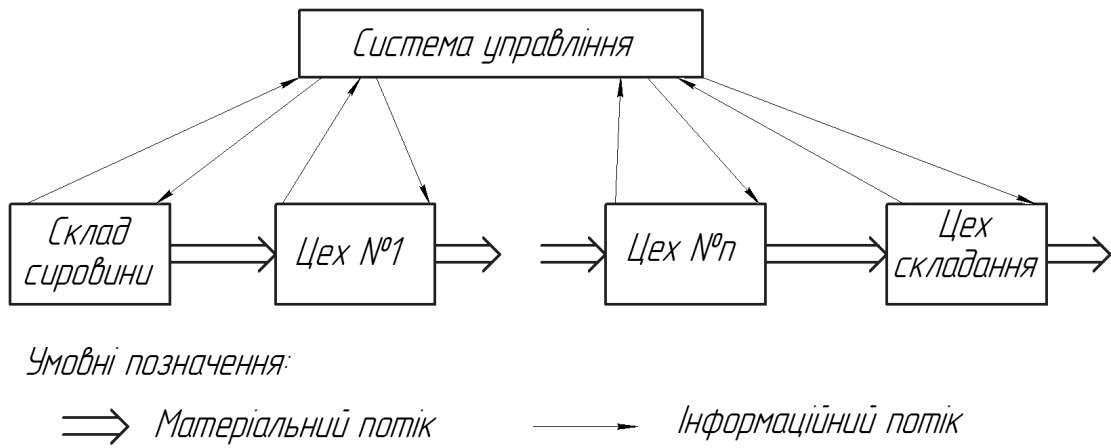 Система управління
Склад
сировини
Цех №1
Цех №n
Цех
складання
Умовні позначення:
Матеріальний потік
Інформаційний потік